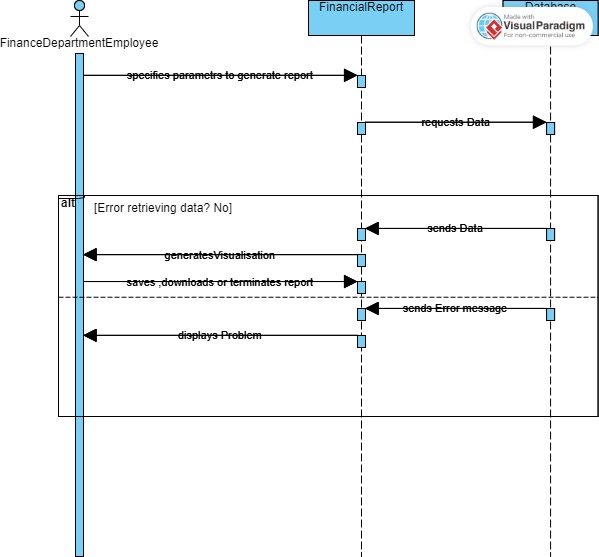 FinancialReport
Database
Made with
Visual Paradigm
For non-commercial use
FinanceDepartmentEmployee
specifies parametrs to generate report
requests Data
alt
[Error retrieving data? No]
sends Data
generatesVisualisation
saves ,downloads or terminates report
sends Error message
displays Problem